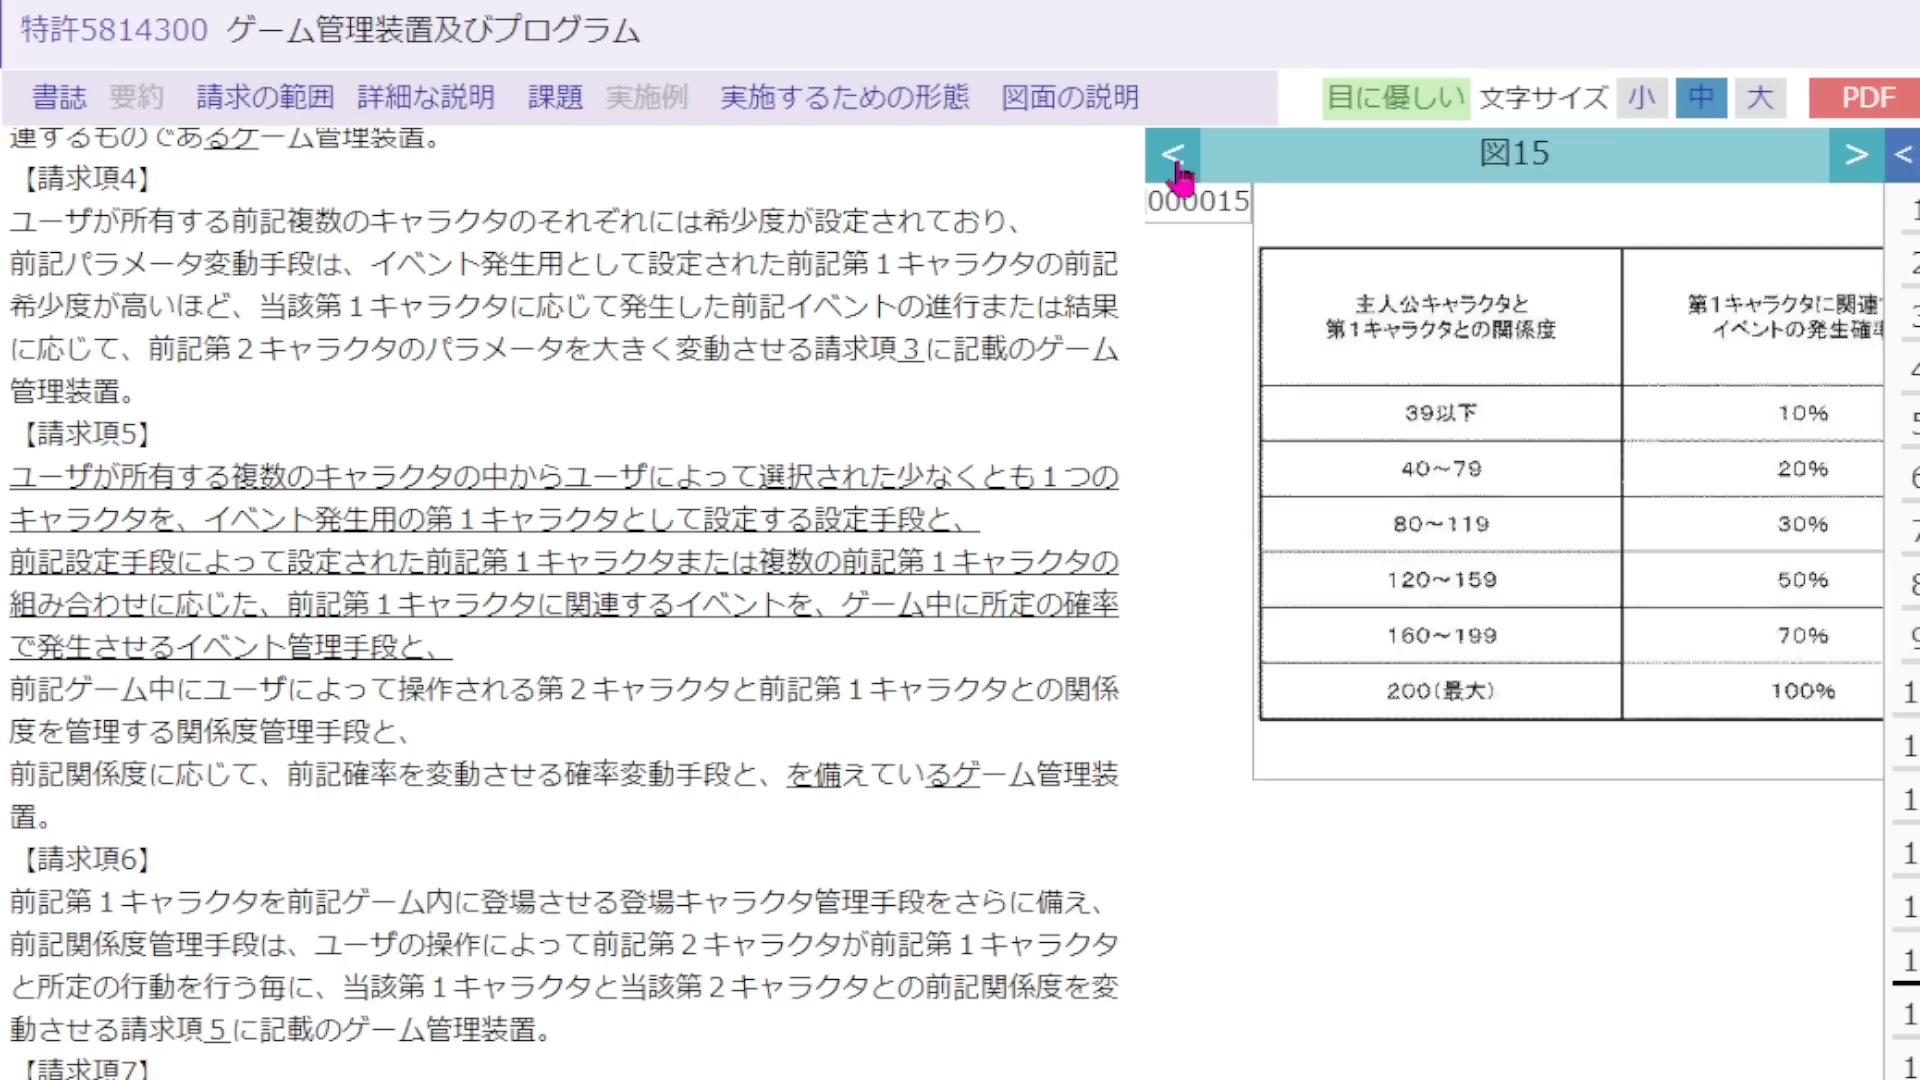 特許5814300 ゲーム管理装置及びプログラム
書誌 要約 請求の範囲 詳細な説明 課題 実施例 実施するための形態 図面の説明 目に優しい 文字サイズ 小 中 大 PDF
連するものであるゲーム管理装置。
【請求項4】
ユーザが所有する前記複数のキャラクタのそれぞれには希少度が設定されており、
前記パラメータ変動手段は、イベント発生用として設定された前記第１キャラクタの前記
希少度が高いほど、当該第１キャラクタに応じて発生した前記イベントの進行または結果
に応じて、前記第２キャラクタのパラメータを大きく変動させる請求項３に記載のゲーム
管理装置。
【請求項5】
ユーザが所有する複数のキャラクタの中からユーザによって選択された少なくとも１つの
キャラクタを、イベント発生用の第１キャラクタとして設定する設定手段と、
前記設定手段によって設定された前記第１キャラクタまたは複数の前記第１キャラクタの
組み合わせに応じた、前記第１キャラクタに関連するイベントを、ゲーム中に所定の確率
で発生させるイベント管理手段と、
前記ゲーム中にユーザによって操作される第２キャラクタと前記第１キャラクタとの関係
度を管理する関係度管理手段と、
前記関係度に応じて、前記確率を変動させる確率変動手段と、を備えているゲーム管理装
置。
【請求項6】
前記第１キャラクタを前記ゲーム内に登場させる登場キャラクタ管理手段をさらに備え、
前記関係度管理手段は、ユーザの操作によって前記第２キャラクタが前記第１キャラクタ
と所定の行動を行う毎に、当該第１キャラクタと当該第２キャラクタとの前記関係度を変
動させる請求項５に記載のゲーム管理装置。
【請求項7】
< 図15 > <
000015
主人公キャラクタと
第1キャラクタとの関係度
第1キャラクタに関連
イベントの発生確率
39以下 10%
40～79 20%
80～119 30%
120～159 50%
160～199 70%
200(最大) 100%